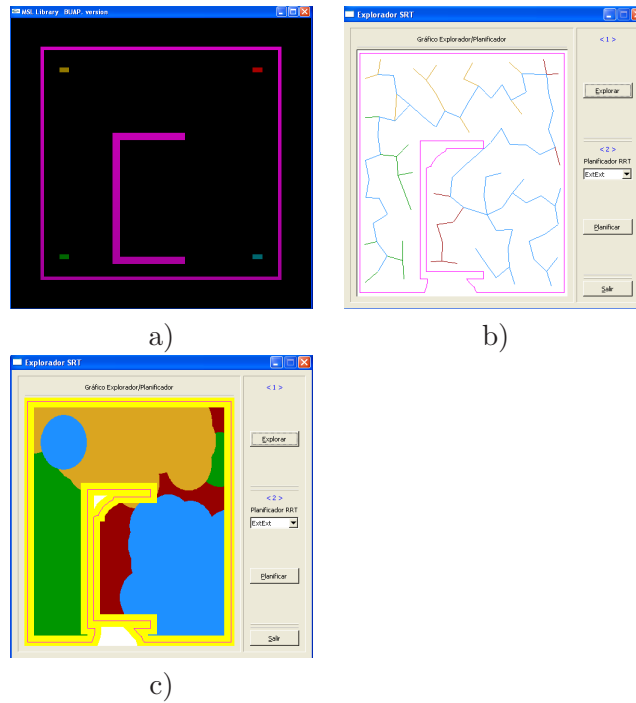 MSL Library BUAP. version
a)
Explorador SRT
Gráfico Explorador/Planificador
< 1 >
Explorar
< 2 >
Planificador RRT
ExtExt
Planificar
Salir
b)
Explorador SRT
Gráfico Explorador/Planificador
< 1 >
Explorar
< 2 >
Planificador RRT
ExtExt
Planificar
Salir
c)